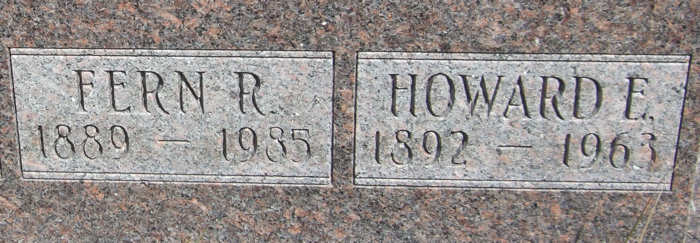 FERN R.
1889 – 1985
HOWARD E.
1892 – 1963